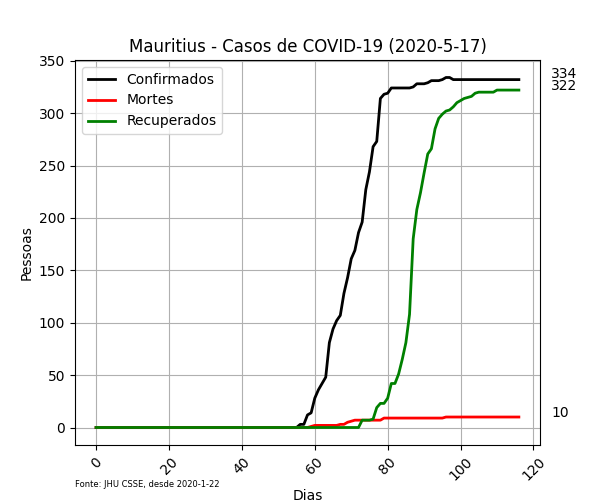 Mauritius - Casos de COVID-19 (2020-5-17)
350
300
250
200
150
100
50
0
Pessoas
Confirmados
Mortes
Recuperados
334
322
10
0
20
40
60
80
100
120
Fonte: JHU CSSE, desde 2020-1-22
Dias